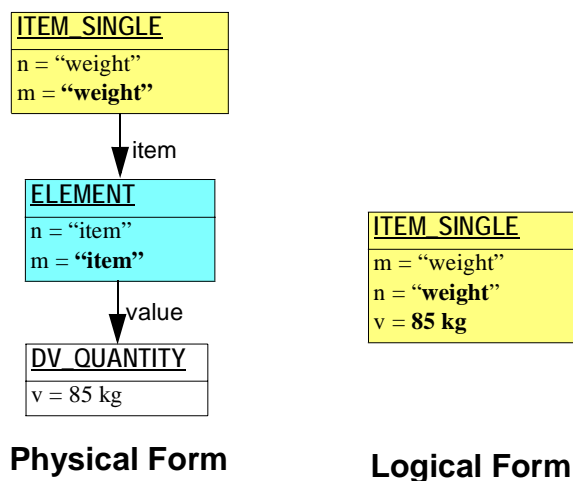 ITEM_SINGLE
n = “weight”
m = “weight”
item
ELEMENT
n = “item”
m = “item”
value
DV_QUANTITY
v = 85 kg
Physical Form
ITEM_SINGLE
m = “weight”
n = “weight”
v = 85 kg
Logical Form